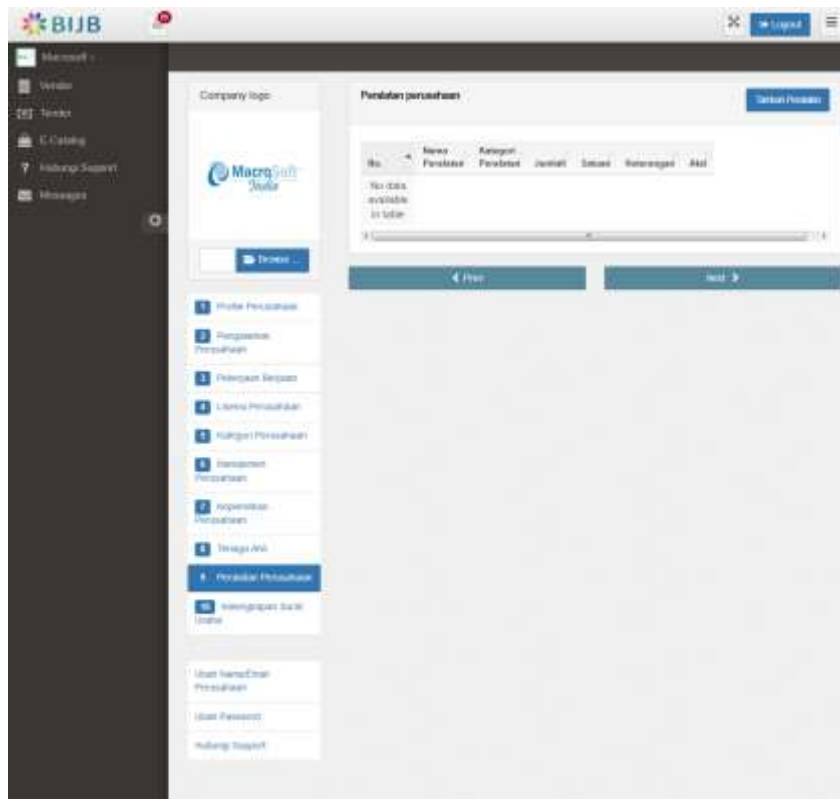 BIJB
Logout
Macrosoft
Vendor
Tender
E-Catalog
Hubungi Support
Messages
Company logo
MacroSoft
India
Browse ...
1 Profile Perusahaan
2 Pengalaman
Perusahaan
3 Pekerjaan Berjalan
4 Lisensi Perusahaan
5 Kategori Perusahaan
6 Manajemen
Perusahaan
7 Kepemilikan
Perusahaan
8 Tenaga Ahli
9 Peralatan Perusahaan
10 Kelengkapan Surat
Usaha
Ubah Nama/Email
Perusahaan
Ubah Password
Hubungi Support
Peralatan perusahaan
Tambah Peralatan
No.
Nama
Peralatan
Kategori
Peralatan
Jumlah
Satuan
Keterangan
Aksi
No data
available
in table
Prev
Next